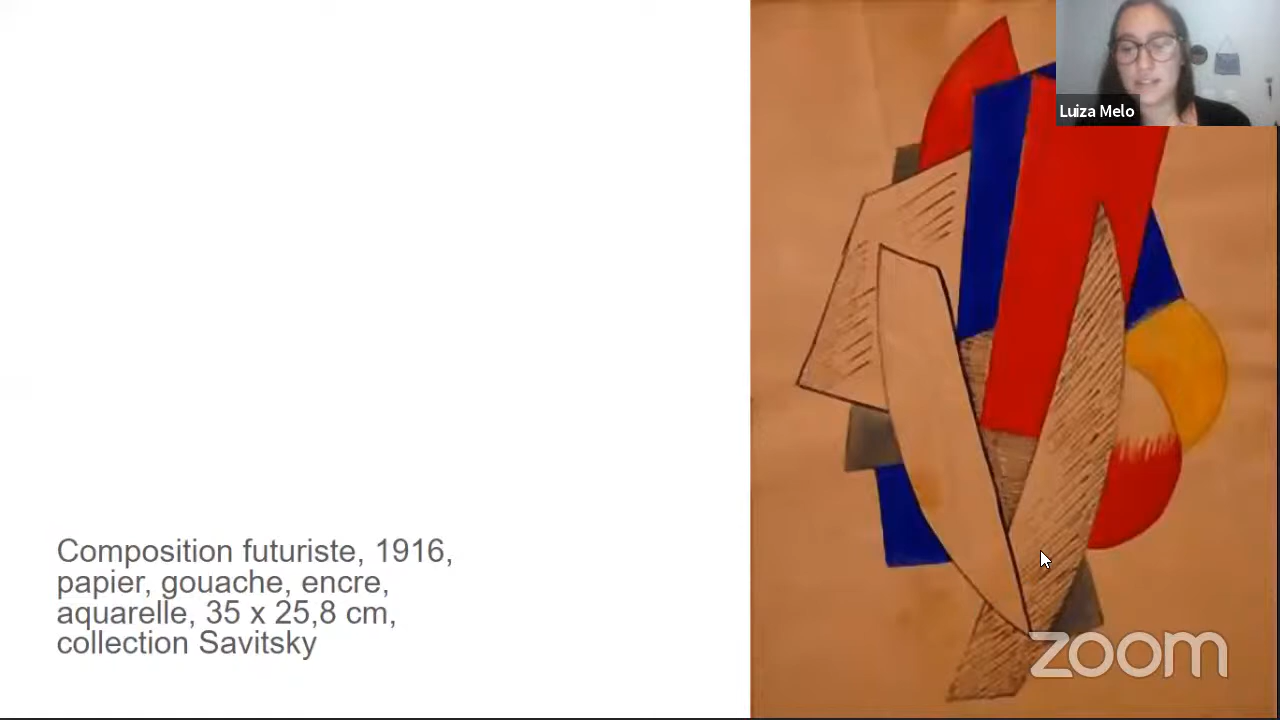 Luiza Melo
Composition futuriste, 1916,
papier, gouache, encre,
aquarelle, 35 x 25,8 cm,
collection Savitsky
zoom